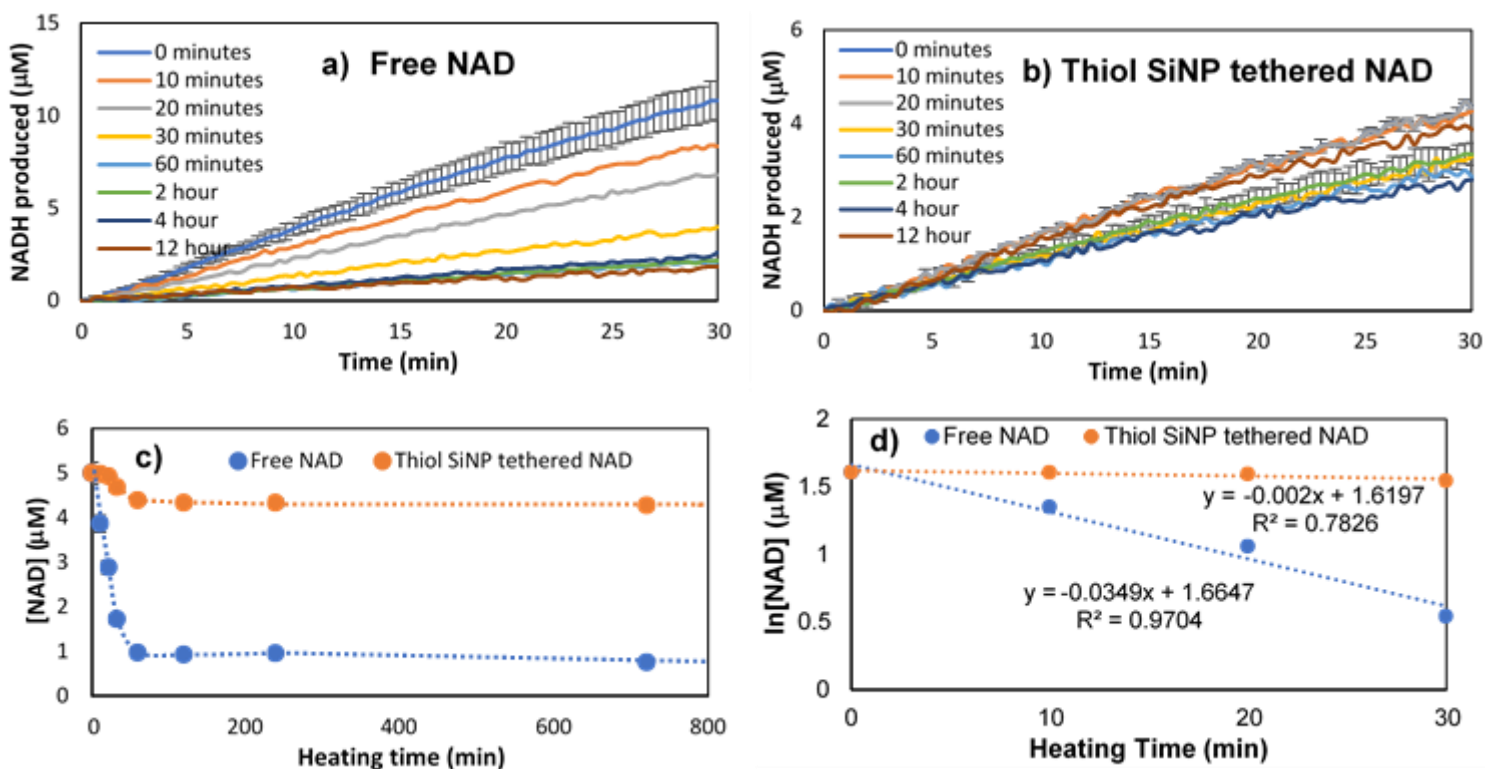 a) Free NAD
NADH produced (μM)
15
10
5
0
0 minutes
10 minutes
20 minutes
30 minutes
60 minutes
2 hour
4 hour
12 hour
0 5 10 15 20 25 30
Time (min)
b) Thiol SiNP tethered NAD
NADH produced (μM)
6
4
2
0
0 minutes
10 minutes
20 minutes
30 minutes
60 minutes
2 hour
4 hour
12 hour
0 5 10 15 20 25 30
Time (min)
c)
Free NAD Thiol SiNP tethered NAD
[NAD] (μM)
6
5
4
3
2
1
0
0 200 400 600 800
Heating time (min)
d)
Free NAD Thiol SiNP tethered NAD
ln[NAD] (μM)
2
1.5
1
0.5
0
y = -0.002x + 1.6197
R² = 0.7826
y = -0.0349x + 1.6647
R² = 0.9704
0 10 20 30
Heating Time (min)